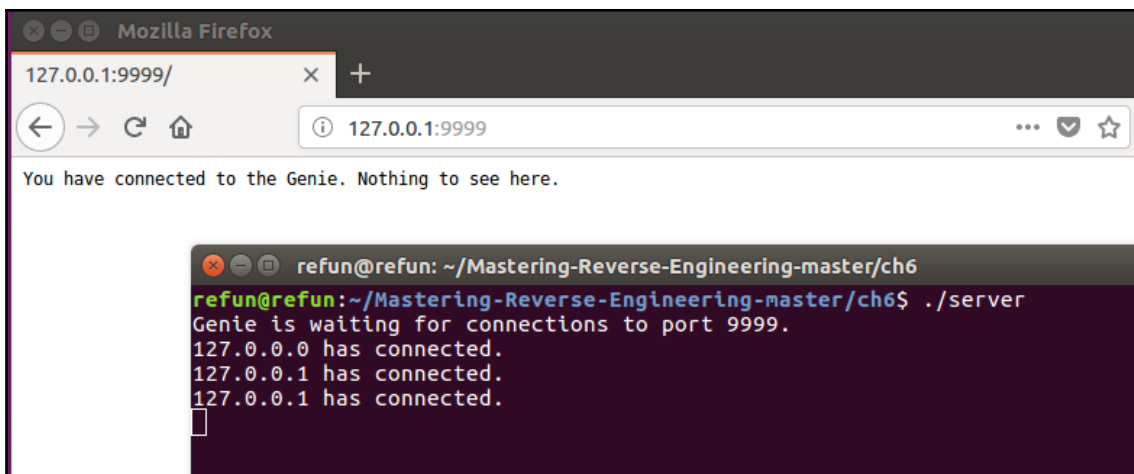 Mozilla Firefox
127.0.0.1:9999/
127.0.0.1:9999
You have connected to the Genie. Nothing to see here.
refun@refun: ~/Mastering-Reverse-Engineering-master/ch6
refun@refun:~/Mastering-Reverse-Engineering-master/ch6$ ./server
Genie is waiting for connections to port 9999.
127.0.0.0 has connected.
127.0.0.1 has connected.
127.0.0.1 has connected.